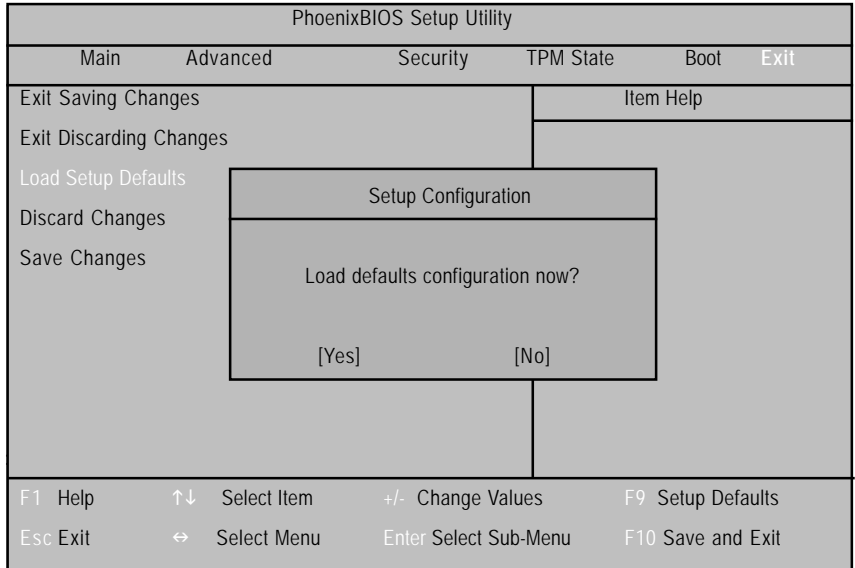 PhoenixBIOS Setup Utility
Main Advanced Security TPM State Boot Exit
Exit Saving Changes
Item Help
Exit Discarding Changes
Load Setup Defaults
Discard Changes
Save Changes
Setup Configuration
Load defaults configuration now?
[Yes] [No]
F1 Help ↑↓ Select Item +/- Change Values F9 Setup Defaults
Esc Exit ↔ Select Menu Enter Select Sub-Menu F10 Save and Exit